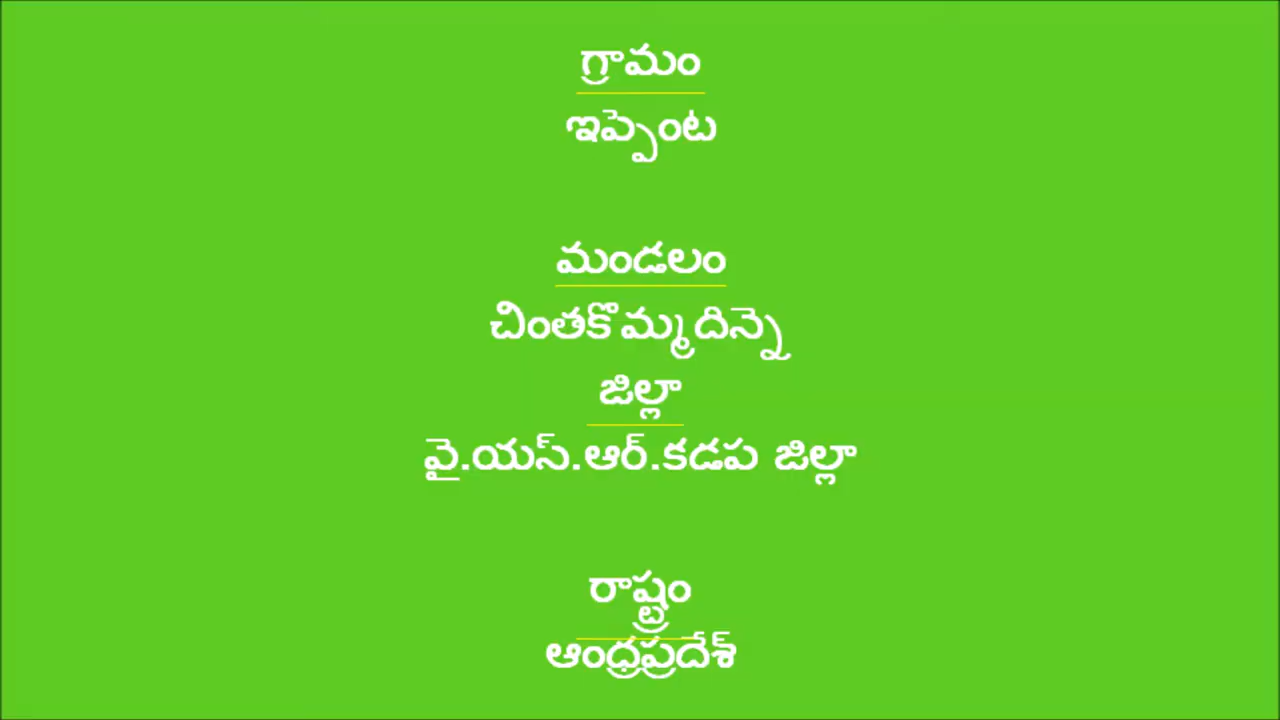 గ్రామం
ఇప్పెంట
మండలం
చింతకొమ్మదిన్నె
జిల్లా
వై.యస్.ఆర్.కడప జిల్లా
రాష్ట్రం
ఆంధ్రప్రదేశ్